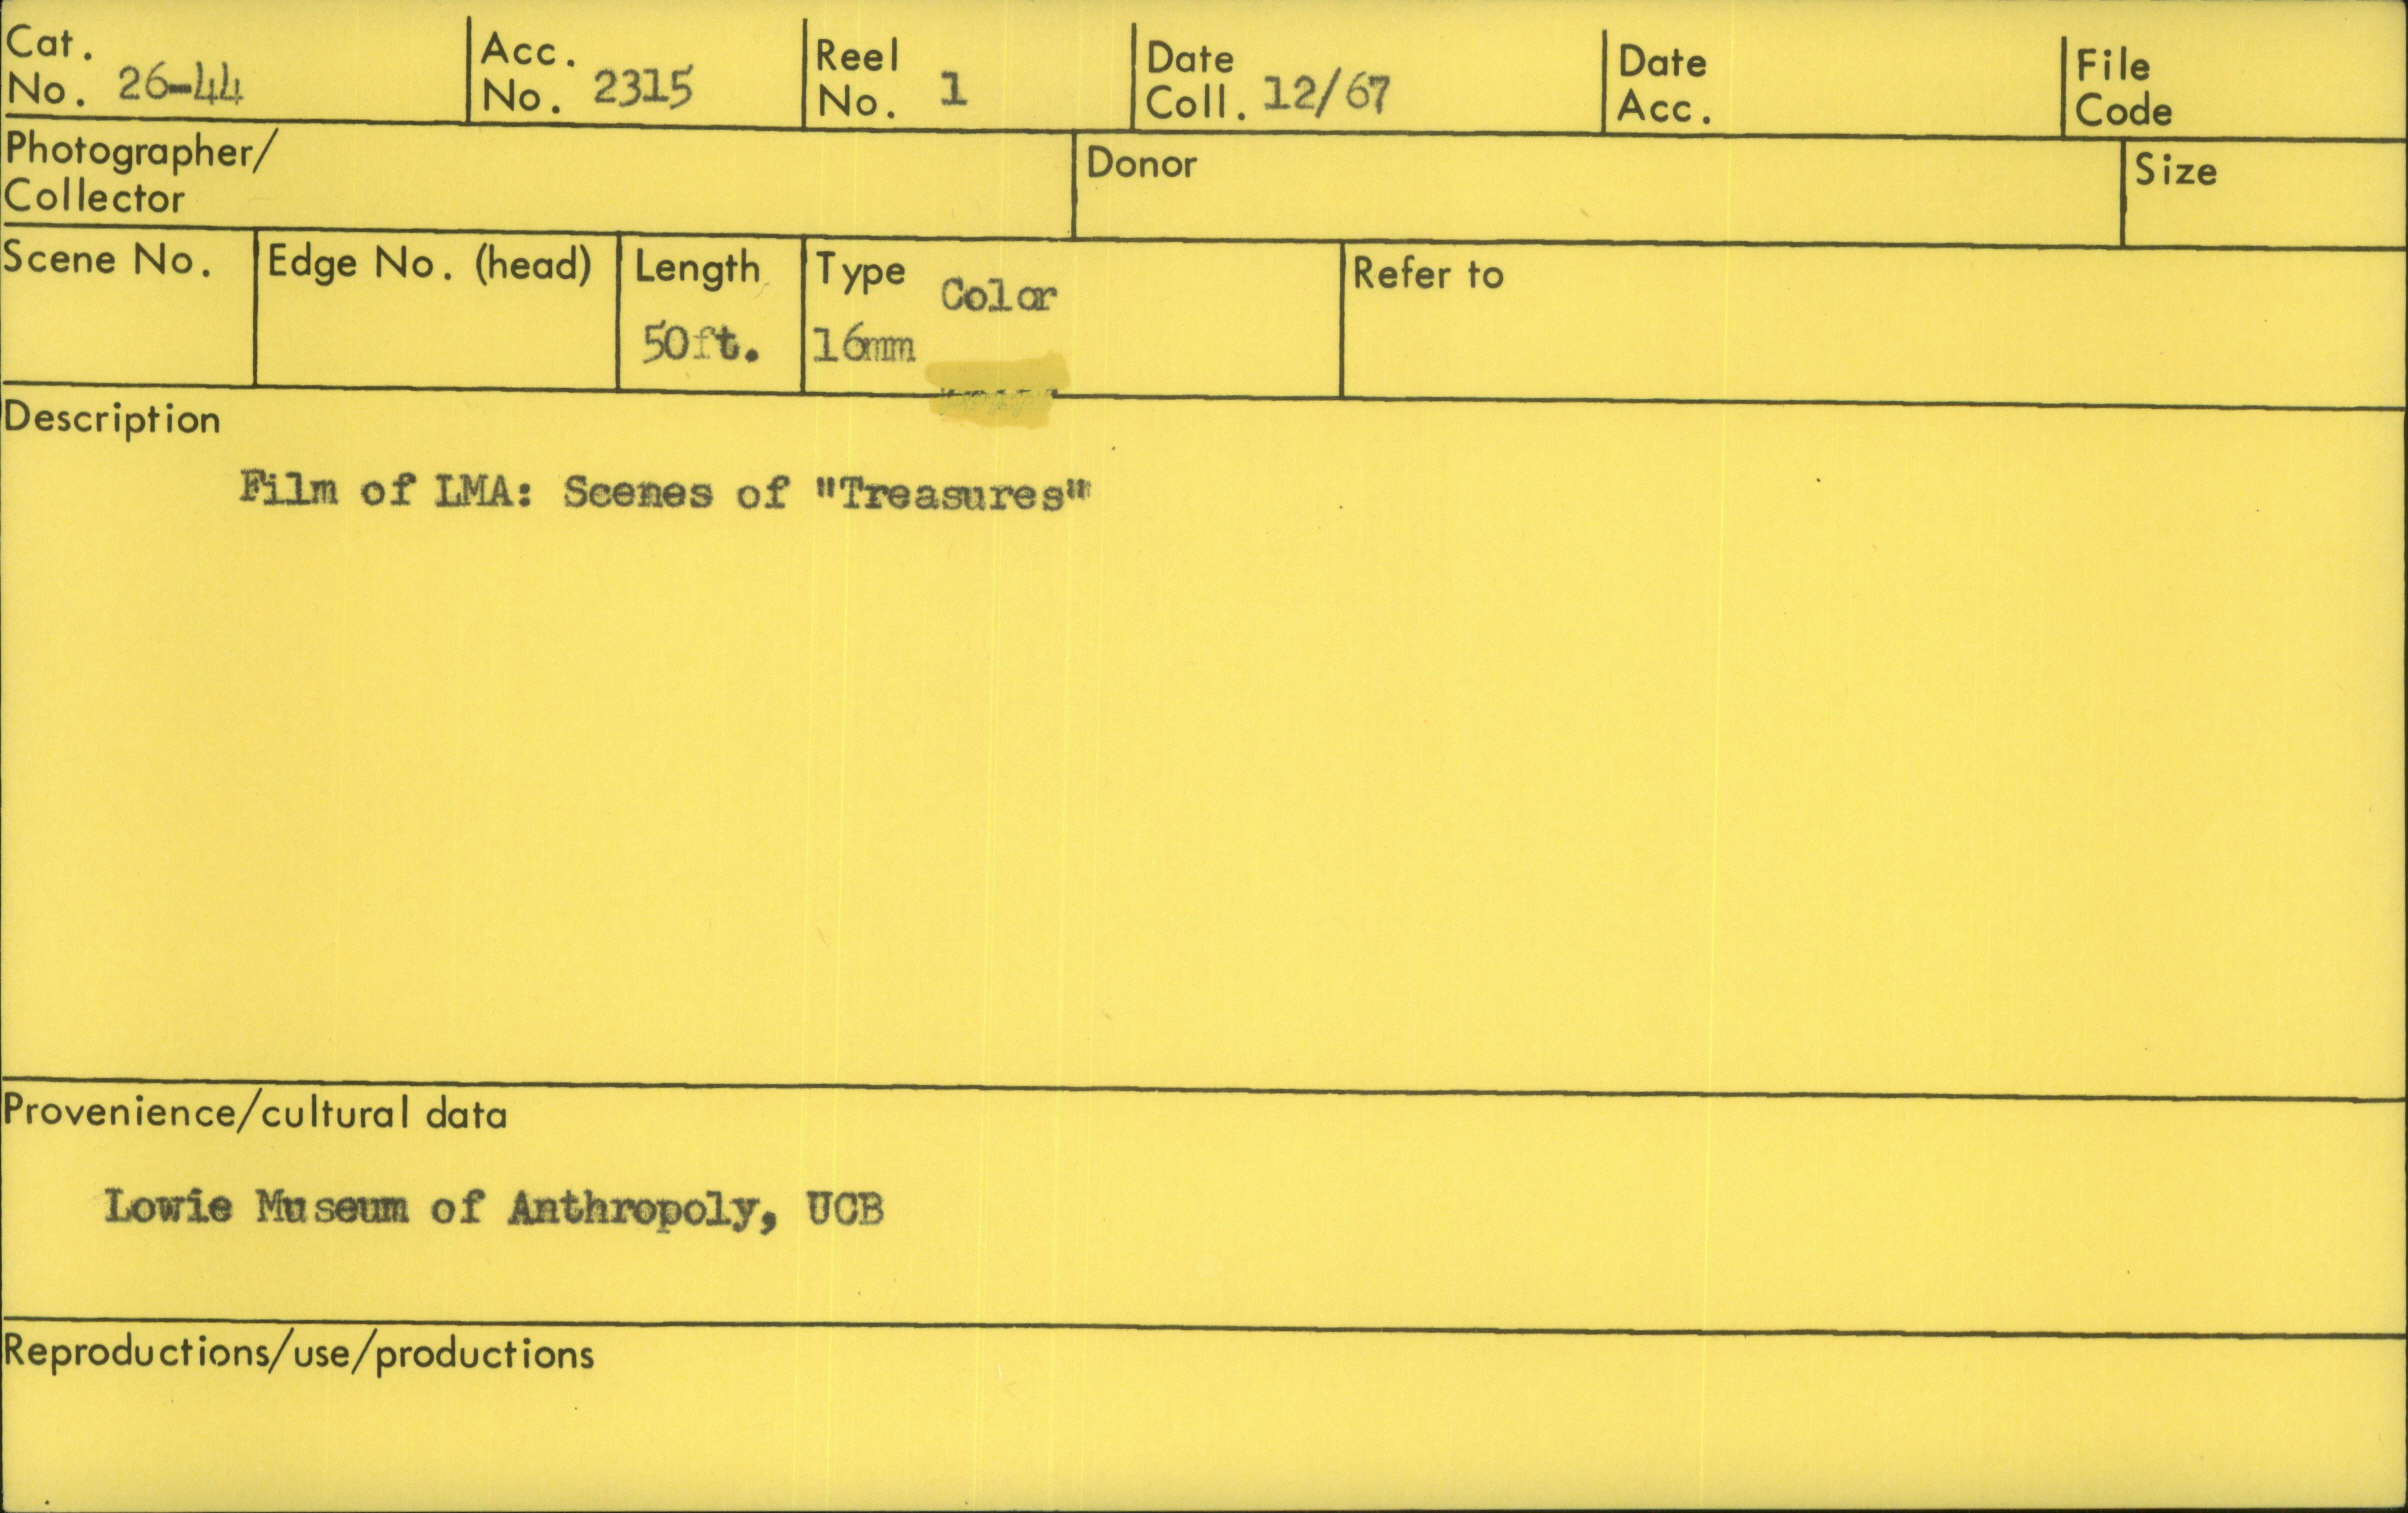 Cat. No. 26-44
Acc. No. 2315
Reel No. 1
Date Coll. 12/67
Date Acc.
File Code
Photographer/
Collector
Donor
Size
Scene No.
Edge No. (head)
Length
50ft.
Type Color
16mm
Refer to
Description
Film of LMA: Scenes of "Treasures"
Provenience/cultural data
Lowie Museum of Anthropoly, UCB
Reproductions/use/productions